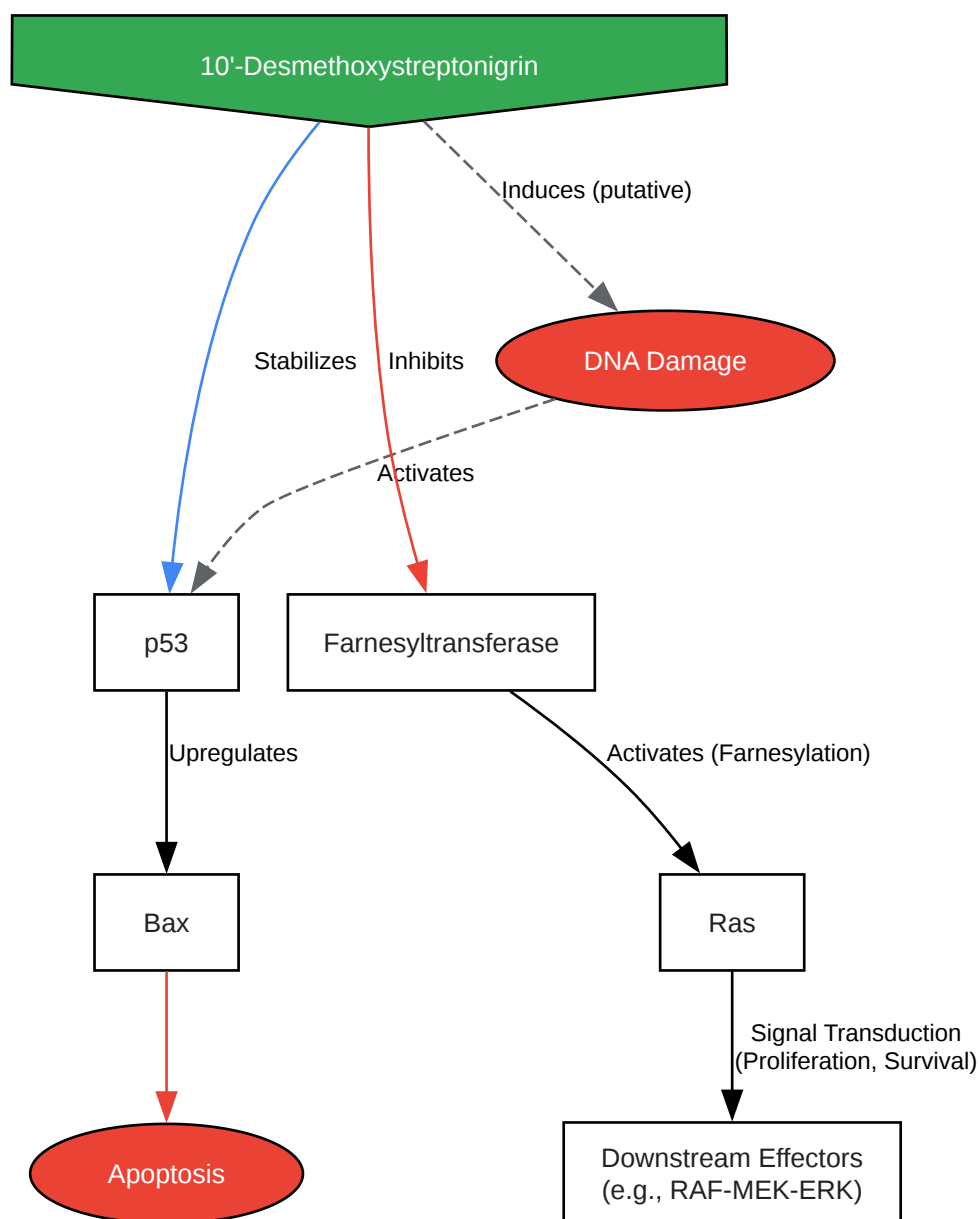 10'-Desmethoxystreptonigrin
Induces (putative)
Stabilizes
Inhibits
DNA Damage
Activates
p53
Farnesyltransferase
Upregulates
Activates (Farnesylation)
Bax
Ras
Signal Transduction
(Proliferation, Survival)
Apoptosis
Downstream Effectors
(e.g., RAF-MEK-ERK)